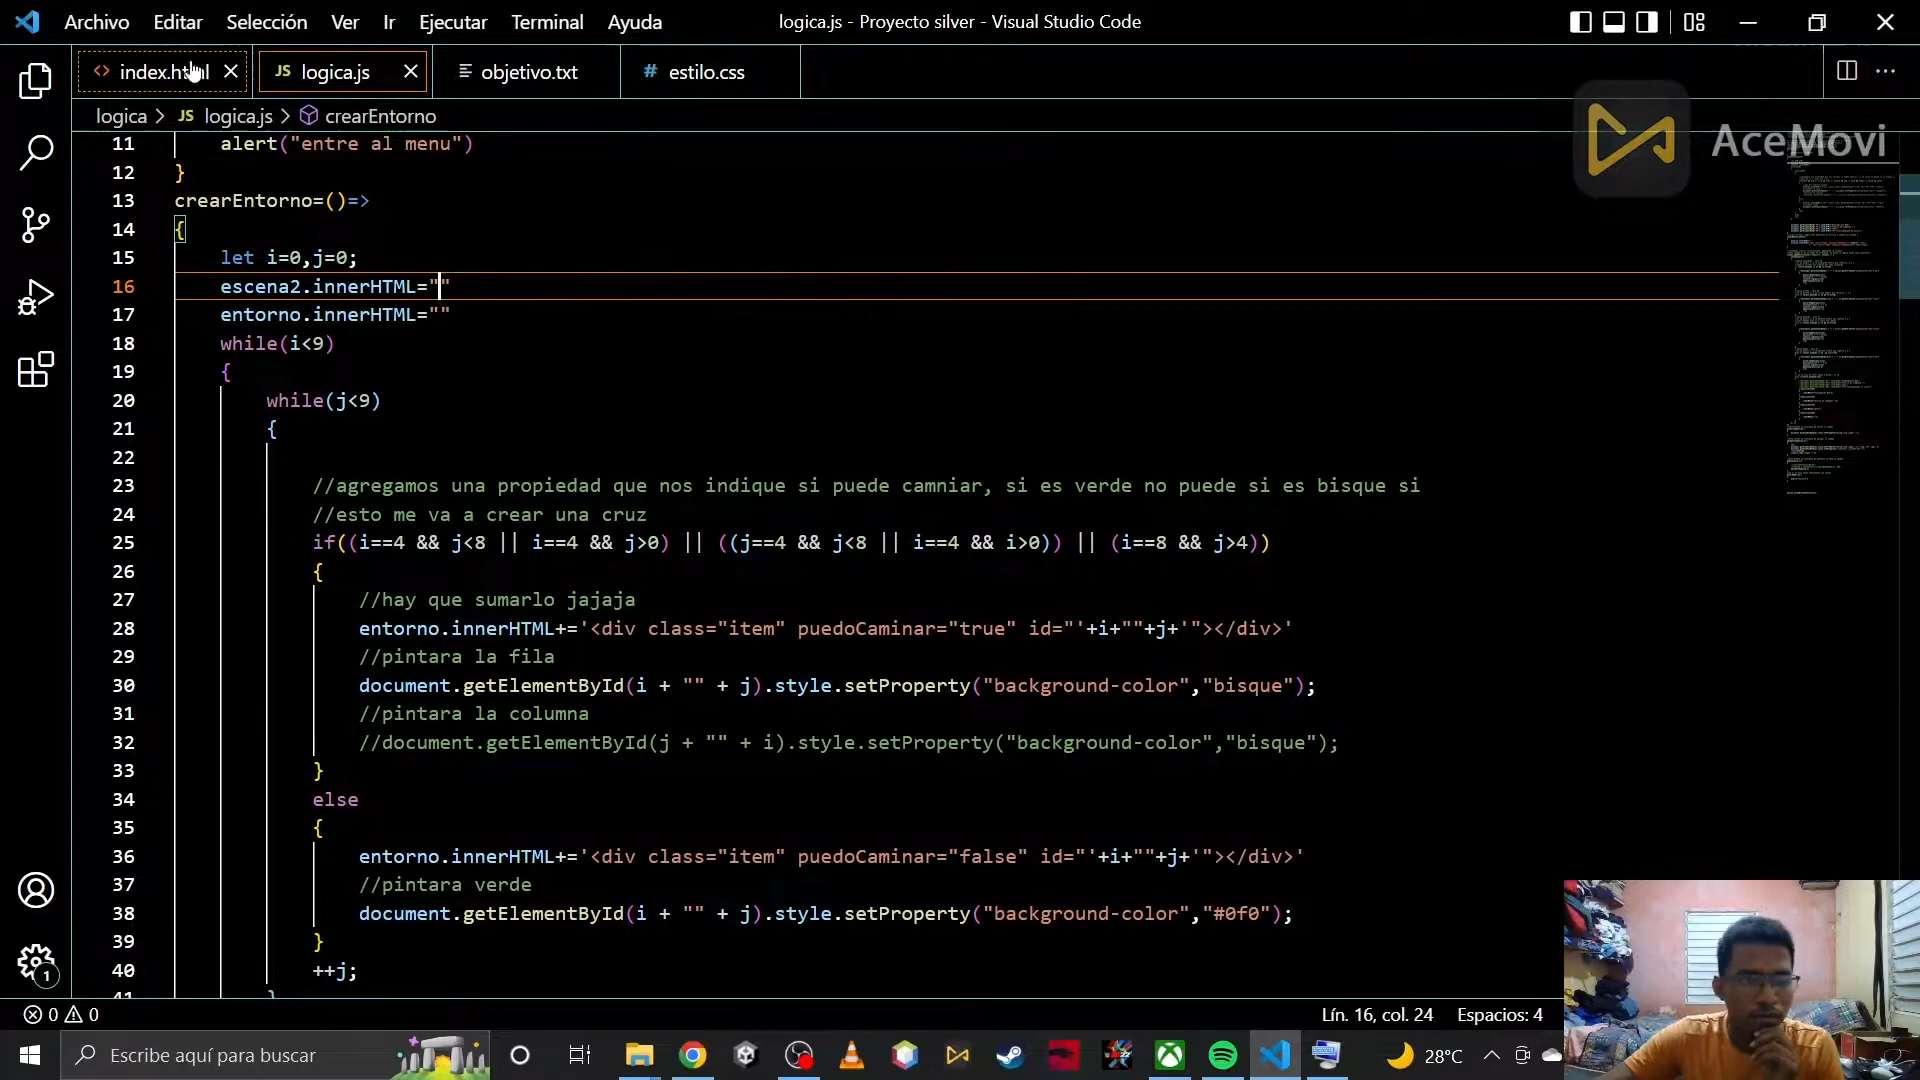 Archivo Editar Selección Ver Ir Ejecutar Terminal Ayuda
logica.js - Proyecto silver - Visual Studio Code
<> index.html
JS logica.js
objetivo.txt
# estilo.css
AceMovi
logica > JS logica.js > crearEntorno
11 alert("entre al menu")
12 }
13 crearEntorno=()=>
14 {
15 let i=0,j=0;
16 escena2.innerHTML=""
17 entorno.innerHTML=""
18 while(i<9)
19 {
20 while(j<9)
21 {
22
23 //agregamos una propiedad que nos indique si puede camniar, si es verde no puede si es bisque si
24 //esto me va a crear una cruz
25 if((i==4 && j<8 || i==4 && j>0) || ((j==4 && j<8 || i==4 && i>0)) || (i==8 && j>4))
26 {
27 //hay que sumarlo jajaja
28 entorno.innerHTML+='<div class="item" puedoCaminar="true" id="'+i+""+j+'"></div>'
29 //pintara la fila
30 document.getElementById(i + "" + j).style.setProperty("background-color","bisque");
31 //pintara la columna
32 //document.getElementById(j + "" + i).style.setProperty("background-color","bisque");
33 }
34 else
35 {
36 entorno.innerHTML+='<div class="item" puedoCaminar="false" id="'+i+""+j+'"></div>'
37 //pintara verde
38 document.getElementById(i + "" + j).style.setProperty("background-color","#0f0");
39 }
40 ++j;
41 }
1
0 0
Lín. 16, col. 24 Espacios: 4
Escribe aquí para buscar
28°C